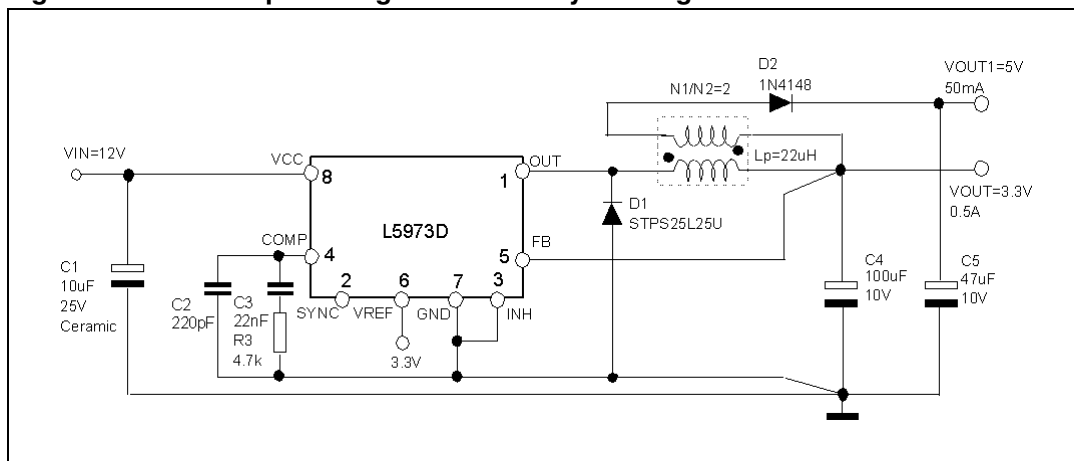 D2
1N4148
VOUT1=5V
50mA
N1/N2=2
VIN=12V
VCC
8
OUT
1
Lp=22uH
VOUT=3.3V
0.5A
D1
STPS25L25U
L5973D
COMP
4
FB
5
C1
10uF
25V
Ceramic
C2
220pF
C3
22nF
R3
4.7k
2
SYNC
6
VREF
7
GND
3
INH
3.3V
C4
100uF
10V
C5
47uF
10V